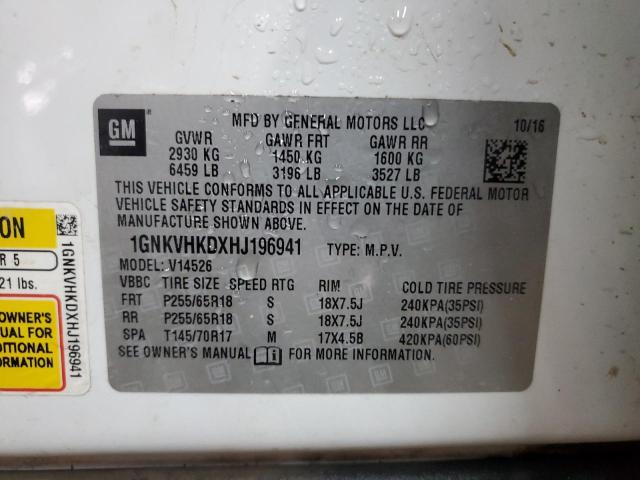 GM
MFD BY GENERAL MOTORS LLC 10/16
GVWR GAWR FRT GAWR RR
2930 KG 1450 KG 1600 KG
6459 LB 3196 LB 3527 LB
THIS VEHICLE CONFORMS TO ALL APPLICABLE U.S. FEDERAL MOTOR
VEHICLE SAFETY STANDARDS IN EFFECT ON THE DATE OF
MANUFACTURE SHOWN ABOVE.
1GNKVHKDXHJ196941 TYPE: M.P.V.
MODEL: V14526
VBBC TIRE SIZE SPEED RTG RIM COLD TIRE PRESSURE
FRT P255/65R18 S 18X7.5J 240KPA(35PSI)
RR P255/65R18 S 18X7.5J 240KPA(35PSI)
SPA T145/70R17 M 17X4.5B 420KPA(60PSI)
SEE OWNER'S MANUAL i FOR MORE INFORMATION.
ON
R 5
21 lbs.
OWNER'S
NUAL FOR
DITIONAL
ORMATION
1GNKVHKDXHJ196941